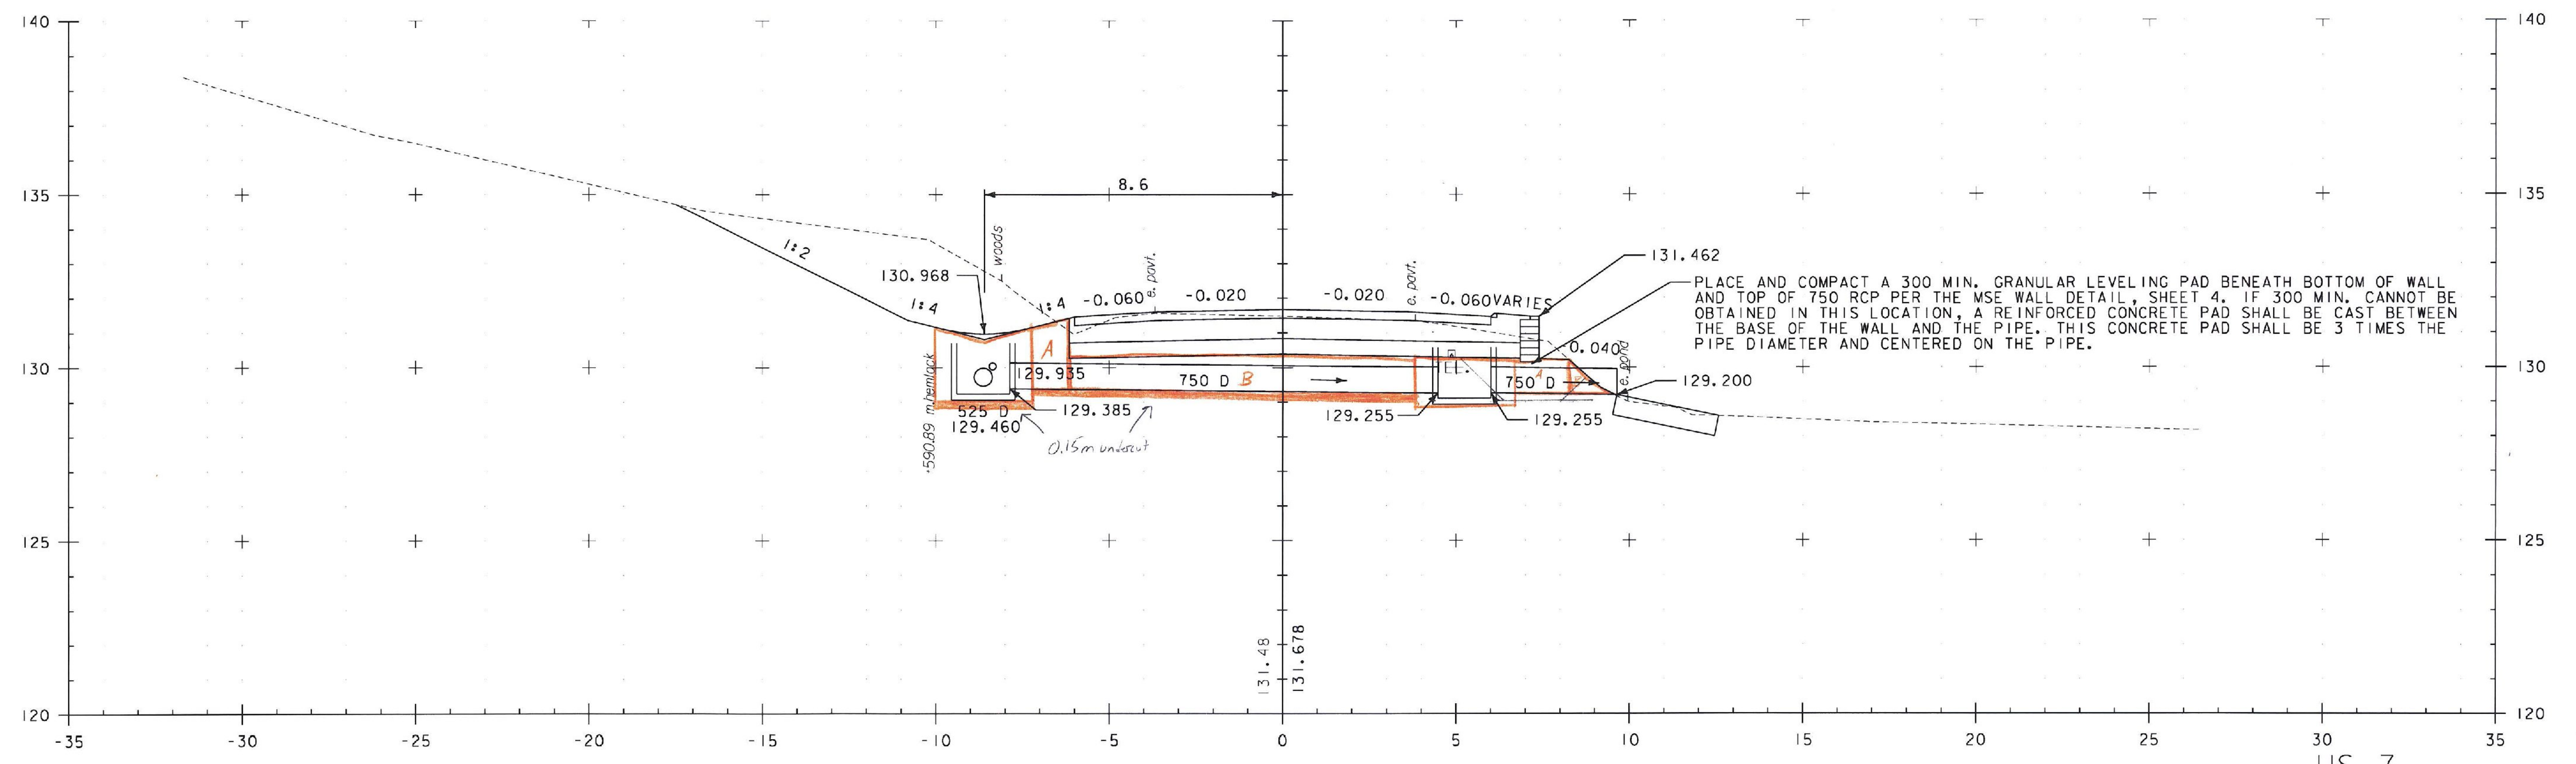 140
140
135
135
130
130
125
125
120
120
8.6
woods
1:2
130.968
1:4
1:4
-0.060
e. pavt.
-0.020
-0.020
e. pavt.
-0.060
VARIES
131.462
PLACE AND COMPACT A 300 MIN. GRANULAR LEVELING PAD BENEATH BOTTOM OF WALL
AND TOP OF 750 RCP PER THE MSE WALL DETAIL, SHEET 4. IF 300 MIN. CANNOT BE
OBTAINED IN THIS LOCATION, A REINFORCED CONCRETE PAD SHALL BE CAST BETWEEN
THE BASE OF THE WALL AND THE PIPE. THIS CONCRETE PAD SHALL BE 3 TIMES THE
PIPE DIAMETER AND CENTERED ON THE PIPE.
A
-0.040
e. pond
129.935
750 D B
750 D
A
129.200
590.89 m.hemlock
525 D
129.460
129.385
129.255
129.255
0.15m undercut
131.48
131.678
-35 -30 -25 -20 -15 -10 -5 0 5 10 15 20 25 30 35